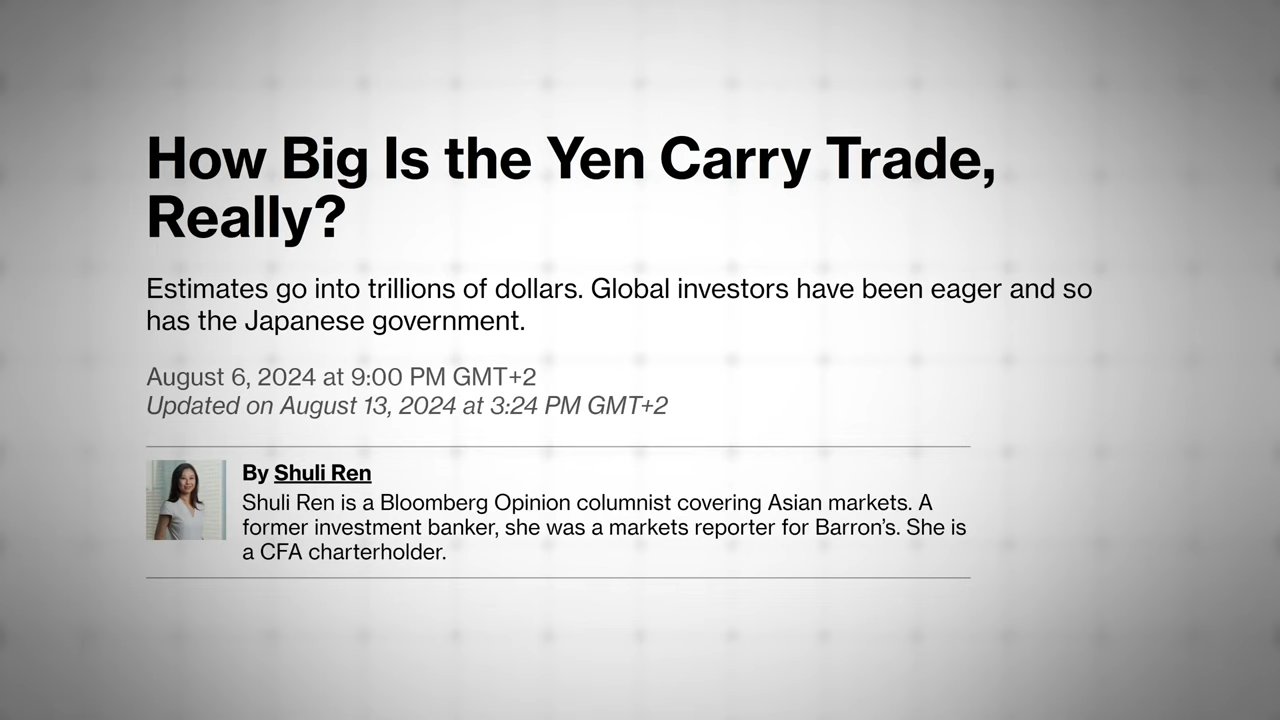 How Big Is the Yen Carry Trade,
Really?
Estimates go into trillions of dollars. Global investors have been eager and so
has the Japanese government.
August 6, 2024 at 9:00 PM GMT+2
Updated on August 13, 2024 at 3:24 PM GMT+2
By Shuli Ren
Shuli Ren is a Bloomberg Opinion columnist covering Asian markets. A
former investment banker, she was a markets reporter for Barron’s. She is
a CFA charterholder.